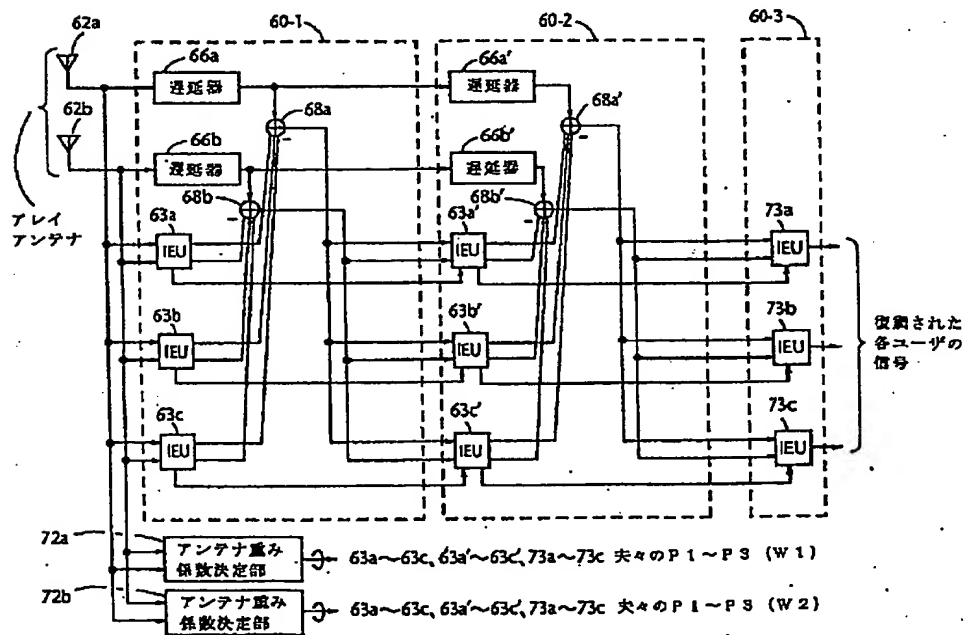 62a
60-1
60-2
60-3
66a
遅延器
66a′
遅延器
62b
68a
68a′
66b
遅延器
66b′
遅延器
アレイ
アンテナ
68b
68b′
63a
IEU
63a′
IEU
73a
IEU
63b
IEU
63b′
IEU
73b
IEU
復調された
各ユーザの
信号
63c
IEU
63c′
IEU
73c
IEU
72a
アンテナ重み
係数決定部
63a～63c、63a′～63c′、73a～73c 夫々のP1～P3 (W1)
72b
アンテナ重み
係数決定部
63a～63c、63a′～63c′、73a～73c 夫々のP1～P3 (W2)